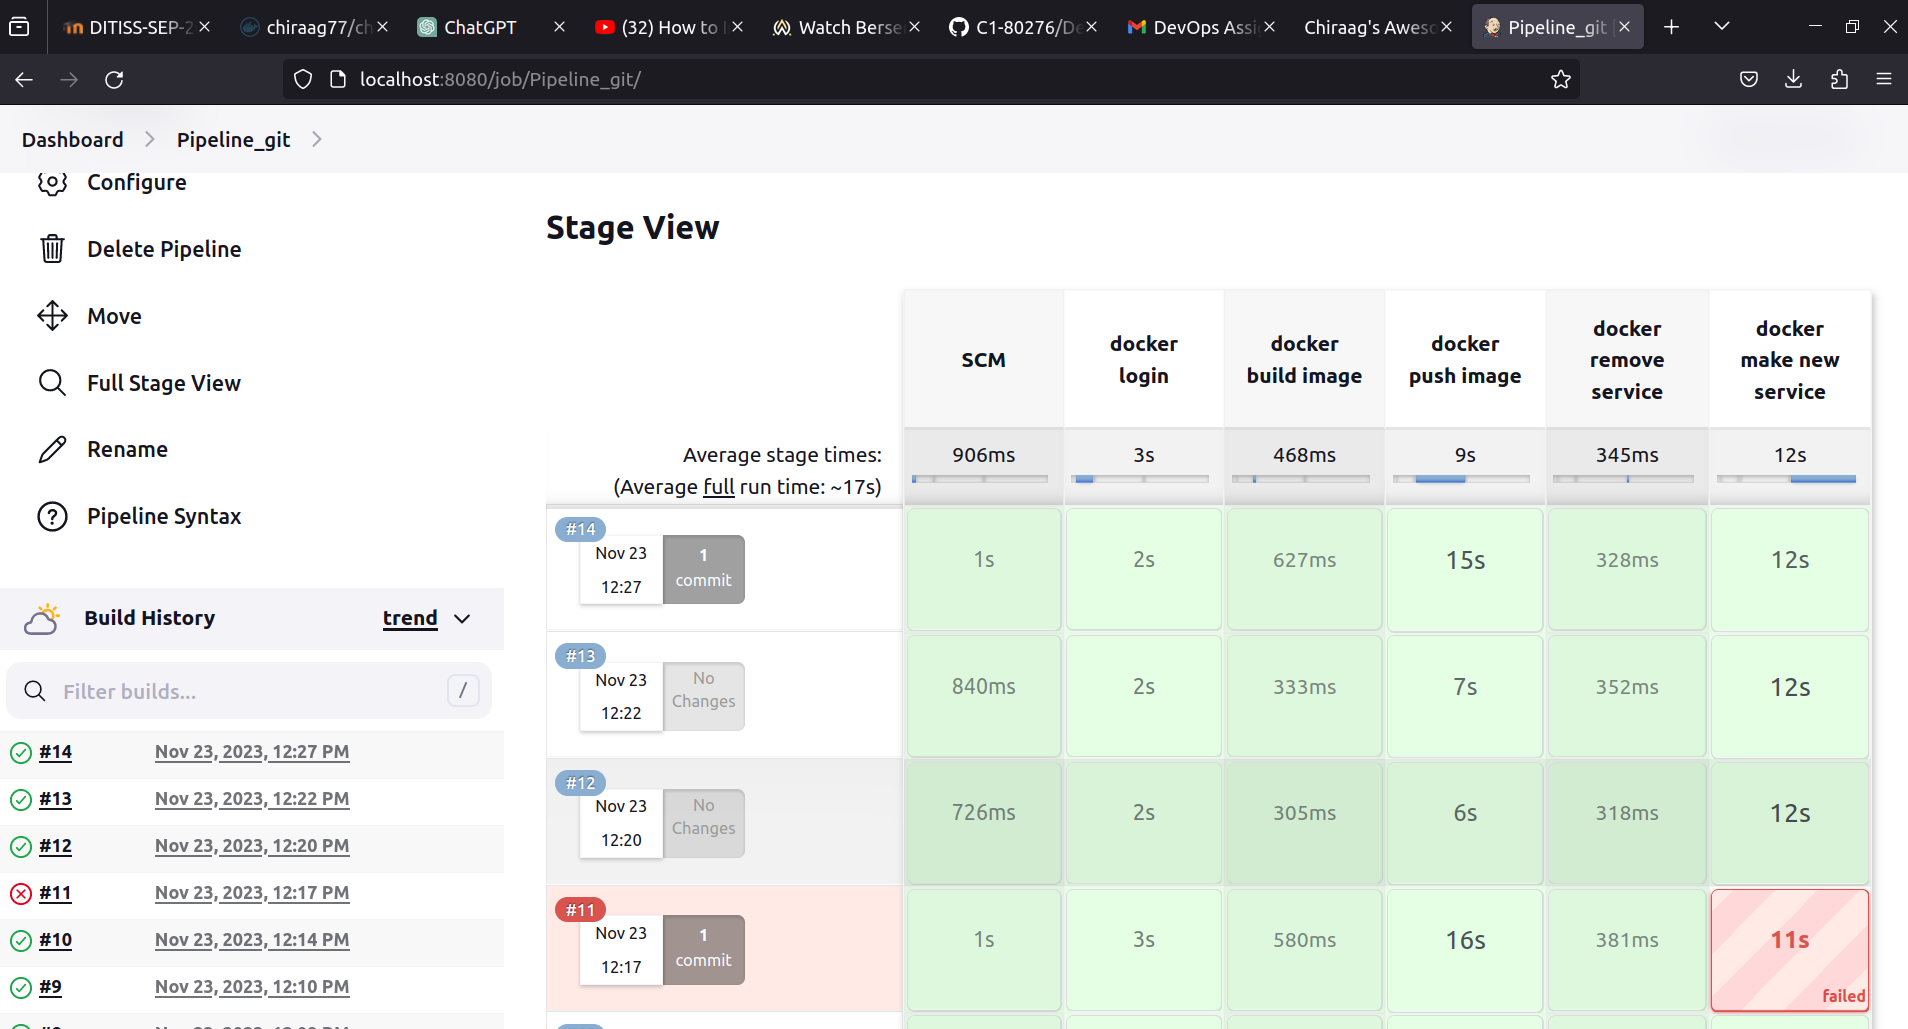 DITISS-SEP-2
chiraag77/ch
ChatGPT
(32) How to
Watch Berse
C1-80276/De
DevOps Assi
Chiraag's Aweso
Pipeline_git
localhost:8080/job/Pipeline_git/
Dashboard
Pipeline_git
Configure
Delete Pipeline
Move
Full Stage View
Rename
Pipeline Syntax
Build History
trend
Filter builds...
/
#14 Nov 23, 2023, 12:27 PM
#13 Nov 23, 2023, 12:22 PM
#12 Nov 23, 2023, 12:20 PM
#11 Nov 23, 2023, 12:17 PM
#10 Nov 23, 2023, 12:14 PM
#9 Nov 23, 2023, 12:10 PM
Stage View
SCM
docker
login
docker
build image
docker
push image
docker
remove
service
docker
make new
service
Average stage times:
(Average full run time: ~17s)
906ms
3s
468ms
9s
345ms
12s
#14
Nov 23
12:27
1
commit
1s
2s
627ms
15s
328ms
12s
#13
Nov 23
12:22
No
Changes
840ms
2s
333ms
7s
352ms
12s
#12
Nov 23
12:20
No
Changes
726ms
2s
305ms
6s
318ms
12s
#11
Nov 23
12:17
1
commit
1s
3s
580ms
16s
381ms
11s
failed